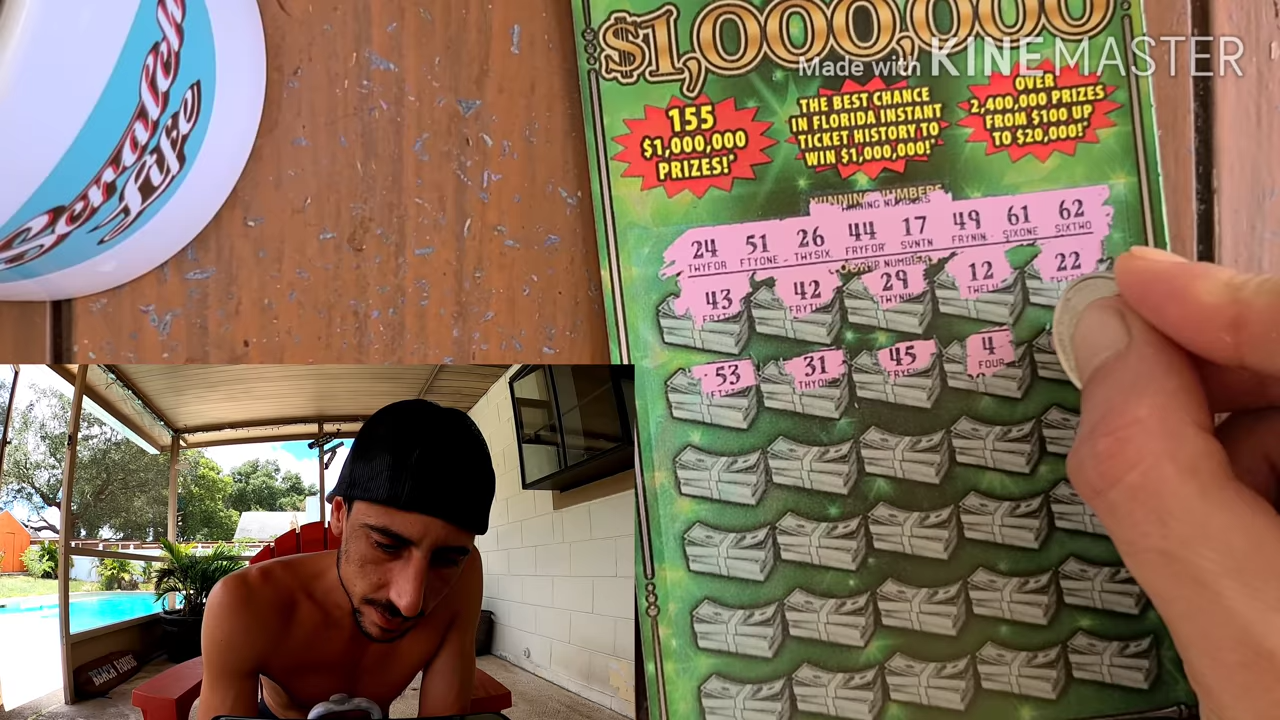 $1,000,000
Made with KINEMASTER
155
$1,000,000
PRIZES!*
THE BEST CHANCE
IN FLORIDA INSTANT
TICKET HISTORY TO
WIN $1,000,000!*
OVER
2,400,000 PRIZES
FROM $100 UP
TO $20,000!*
Scratch
Life
WINNING NUMBERS
WINNING NUMBERS
24 51 26 44 17 49 61 62
THYFOR FTYONE THYSIX FRYFOR SVNTN FRYNIN SIXONE SIXTWO
YOUR NUMBERS
43 42 29 12 22
53 31 45 4
FOUR
BEACH HOUSE